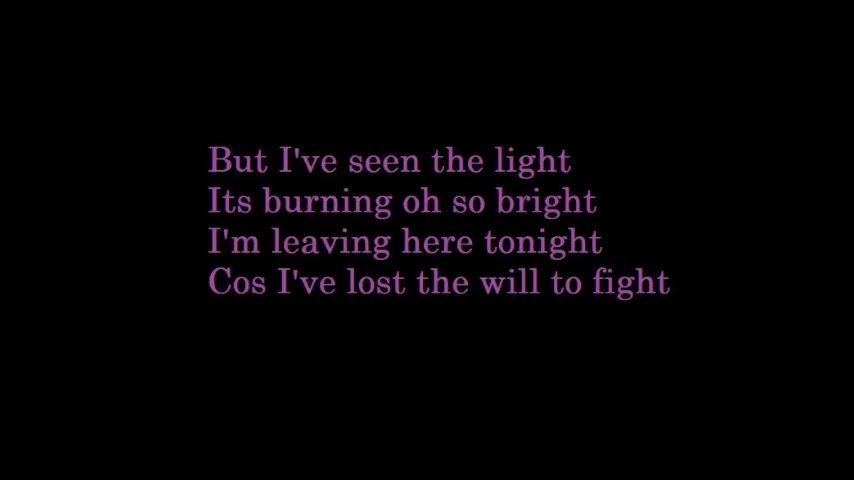 But I've seen the light
Its burning oh so bright
I'm leaving here tonight
Cos I've lost the will to fight